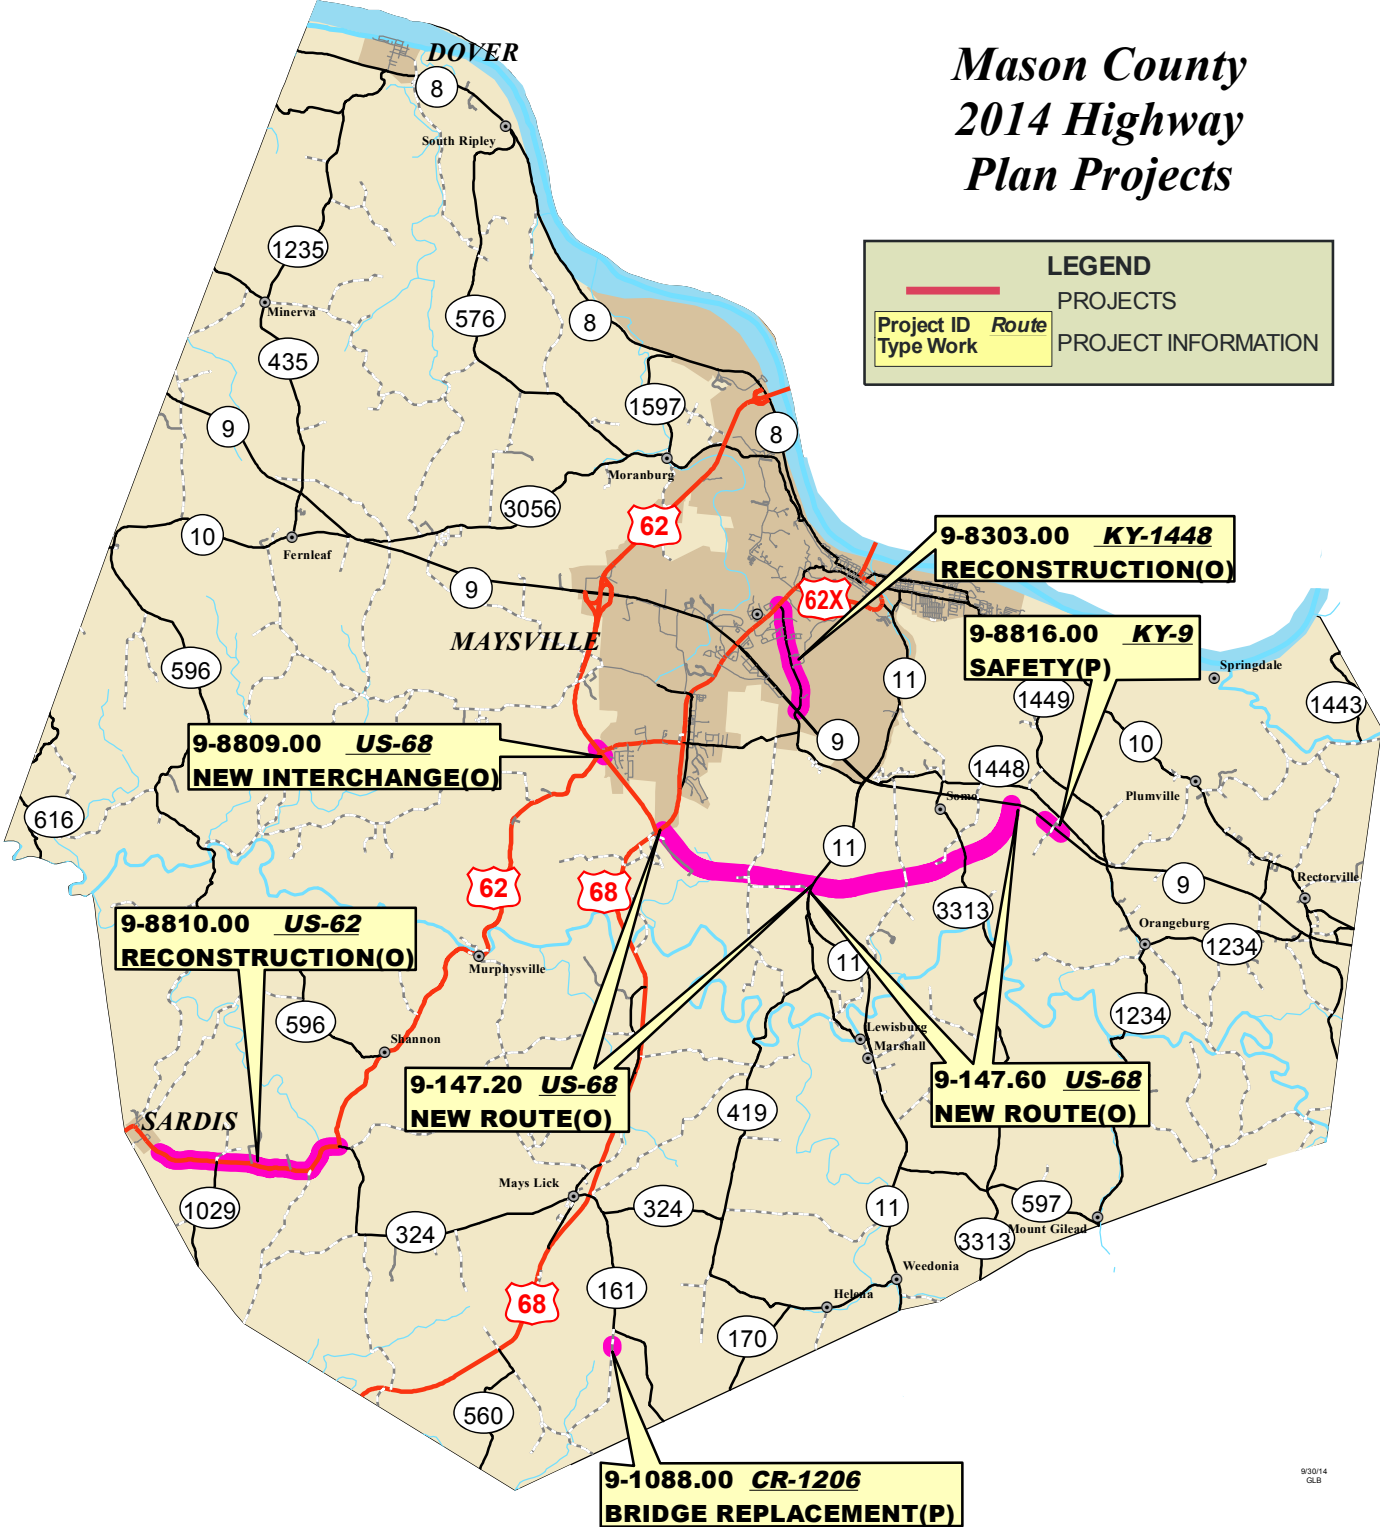 Mason County
2014 Highway
Plan Projects
LEGEND
PROJECTS
Project ID Route
Type Work
PROJECT INFORMATION
DOVER
8
South Ripley
1235
Minerva
576
8
435
1597
9
8
Moranburg
3056
62
10
Fernleaf
9
9-8303.00 KY-1448
RECONSTRUCTION(O)
62X
MAYSVILLE
9-8816.00 KY-9
SAFETY(P)
Springdale
596
11
1449
1443
9-8809.00 US-68
NEW INTERCHANGE(O)
9
10
1448
Plumville
Somo
616
11
62
68
9
Rectorville
3313
9-8810.00 US-62
RECONSTRUCTION(O)
Orangeburg
1234
Murphysville
11
596
1234
Shannon
Lewisburg
Marshall
9-147.20 US-68
NEW ROUTE(O)
9-147.60 US-68
NEW ROUTE(O)
419
SARDIS
Mays Lick
1029
324
324
11
597
Mount Gilead
3313
Weedonia
161
68
Helena
170
560
9-1088.00 CR-1206
BRIDGE REPLACEMENT(P)
9/30/14
GLB